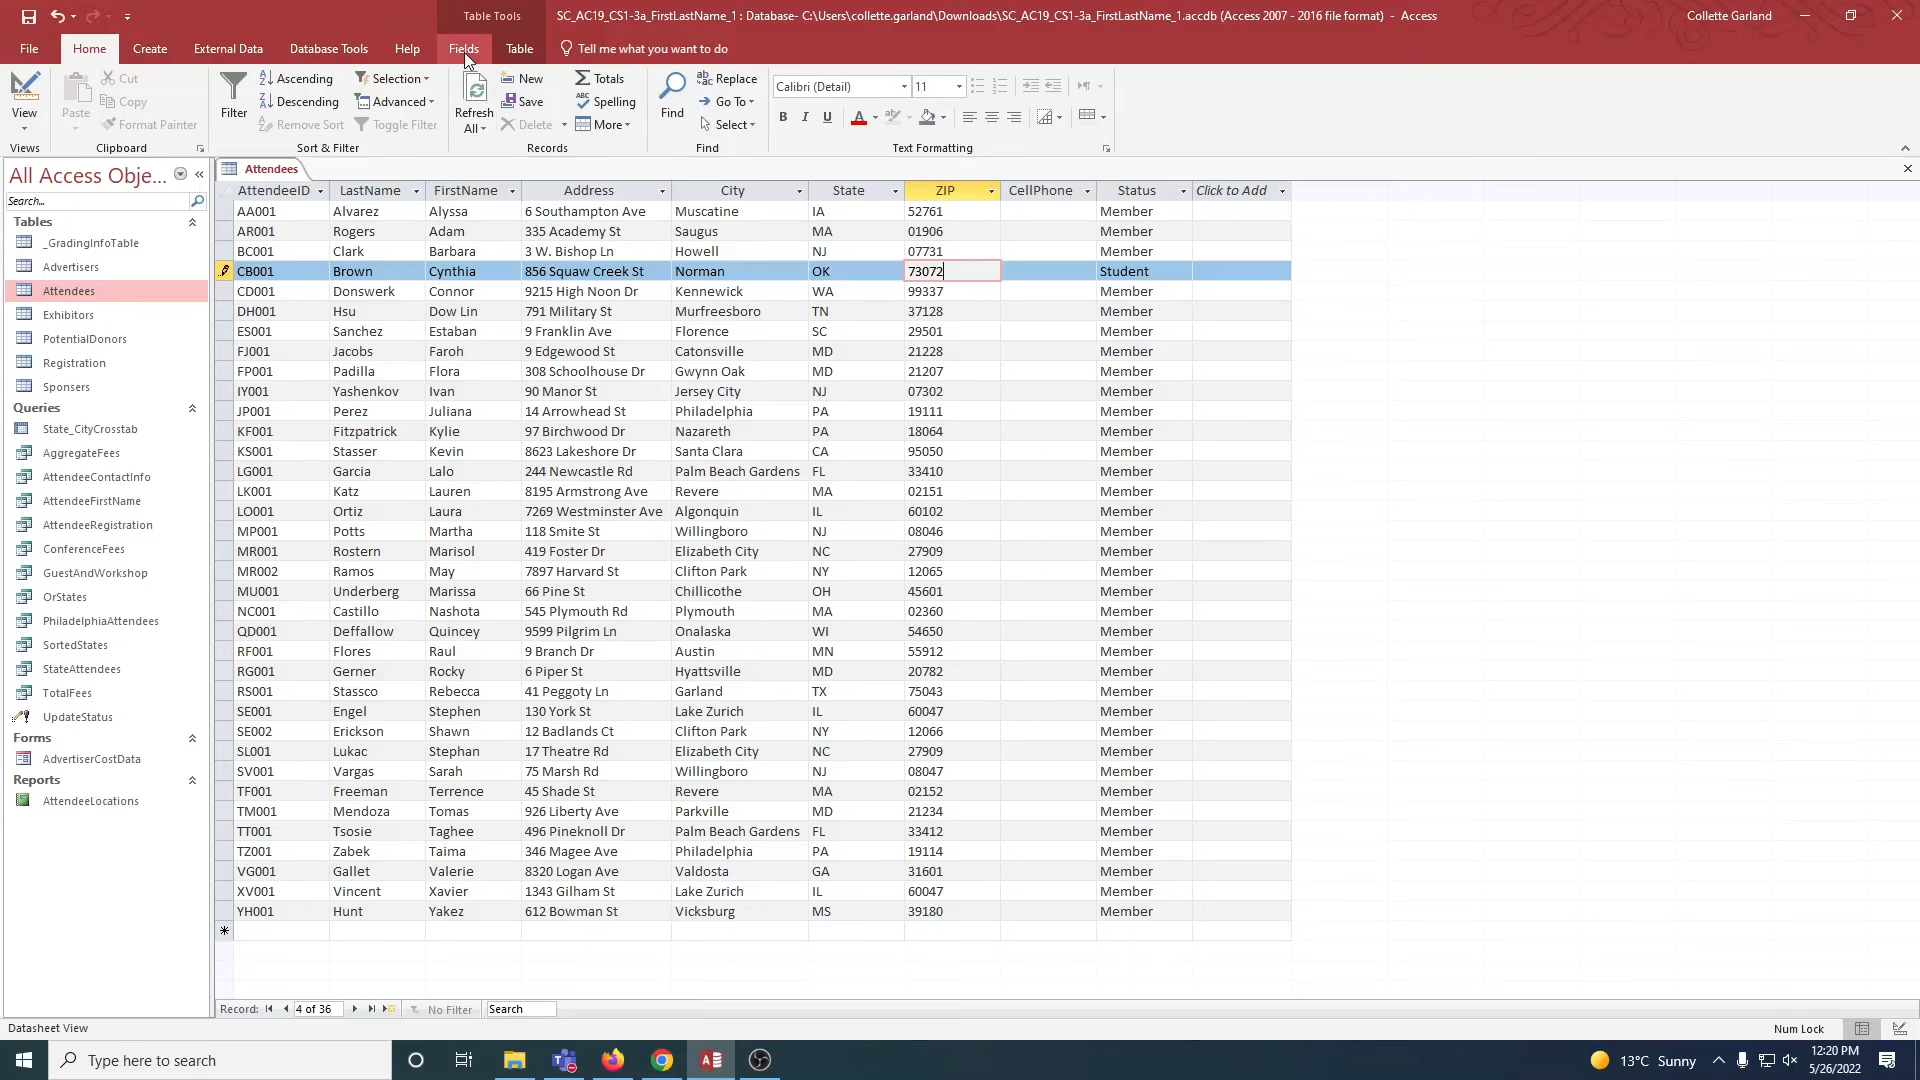 Table Tools
SC_AC19_CS1-3a_FirstLastName_1 : Database- C:\Users\collette.garland\Downloads\SC_AC19_CS1-3a_FirstLastName_1.accdb (Access 2007 - 2016 file format) - Access
Collette Garland
File Home Create External Data Database Tools Help Fields Table Tell me what you want to do
View
Views
Paste
Cut
Copy
Format Painter
Clipboard
Filter
Ascending
Descending
Remove Sort
Selection
Advanced
Toggle Filter
Sort & Filter
Refresh
All
New
Save
Delete
Totals
Spelling
More
Records
Find
Replace
Go To
Select
Find
Calibri (Detail) 11
B I U A
Text Formatting
All Access Obje...
Search...
Tables
_GradingInfoTable
Advertisers
Attendees
Exhibitors
PotentialDonors
Registration
Sponsers
Queries
State_CityCrosstab
AggregateFees
AttendeeContactInfo
AttendeeFirstName
AttendeeRegistration
ConferenceFees
GuestAndWorkshop
OrStates
PhiladelphiaAttendees
SortedStates
StateAttendees
TotalFees
UpdateStatus
Forms
AdvertiserCostData
Reports
AttendeeLocations
Attendees
AttendeeID LastName FirstName Address City State ZIP CellPhone Status Click to Add
AA001 Alvarez Alyssa 6 Southampton Ave Muscatine IA 52761 Member
AR001 Rogers Adam 335 Academy St Saugus MA 01906 Member
BC001 Clark Barbara 3 W. Bishop Ln Howell NJ 07731 Member
CB001 Brown Cynthia 856 Squaw Creek St Norman OK 73072 Student
CD001 Donswerk Connor 9215 High Noon Dr Kennewick WA 99337 Member
DH001 Hsu Dow Lin 791 Military St Murfreesboro TN 37128 Member
ES001 Sanchez Estaban 9 Franklin Ave Florence SC 29501 Member
FJ001 Jacobs Faroh 9 Edgewood St Catonsville MD 21228 Member
FP001 Padilla Flora 308 Schoolhouse Dr Gwynn Oak MD 21207 Member
IY001 Yashenkov Ivan 90 Manor St Jersey City NJ 07302 Member
JP001 Perez Juliana 14 Arrowhead St Philadelphia PA 19111 Member
KF001 Fitzpatrick Kylie 97 Birchwood Dr Nazareth PA 18064 Member
KS001 Stasser Kevin 8623 Lakeshore Dr Santa Clara CA 95050 Member
LG001 Garcia Lalo 244 Newcastle Rd Palm Beach Gardens FL 33410 Member
LK001 Katz Lauren 8195 Armstrong Ave Revere MA 02151 Member
LO001 Ortiz Laura 7269 Westminster Ave Algonquin IL 60102 Member
MP001 Potts Martha 118 Smite St Willingboro NJ 08046 Member
MR001 Rostern Marisol 419 Foster Dr Elizabeth City NC 27909 Member
MR002 Ramos May 7897 Harvard St Clifton Park NY 12065 Member
MU001 Underberg Marissa 66 Pine St Chillicothe OH 45601 Member
NC001 Castillo Nashota 545 Plymouth Rd Plymouth MA 02360 Member
QD001 Deffallow Quincey 9599 Pilgrim Ln Onalaska WI 54650 Member
RF001 Flores Raul 9 Branch Dr Austin MN 55912 Member
RG001 Gerner Rocky 6 Piper St Hyattsville MD 20782 Member
RS001 Stassco Rebecca 41 Peggoty Ln Garland TX 75043 Member
SE001 Engel Stephen 130 York St Lake Zurich IL 60047 Member
SE002 Erickson Shawn 12 Badlands Ct Clifton Park NY 12066 Member
SL001 Lukac Stephan 17 Theatre Rd Elizabeth City NC 27909 Member
SV001 Vargas Sarah 75 Marsh Rd Willingboro NJ 08047 Member
TF001 Freeman Terrence 45 Shade St Revere MA 02152 Member
TM001 Mendoza Tomas 926 Liberty Ave Parkville MD 21234 Member
TT001 Tsosie Taghee 496 Pineknoll Dr Palm Beach Gardens FL 33412 Member
TZ001 Zabek Taima 346 Magee Ave Philadelphia PA 19114 Member
VG001 Gallet Valerie 8320 Logan Ave Valdosta GA 31601 Member
XV001 Vincent Xavier 1343 Gilham St Lake Zurich IL 60047 Member
YH001 Hunt Yakez 612 Bowman St Vicksburg MS 39180 Member
Record: 4 of 36 No Filter Search
Datasheet View
Num Lock
Type here to search
13°C Sunny
12:20 PM
5/26/2022